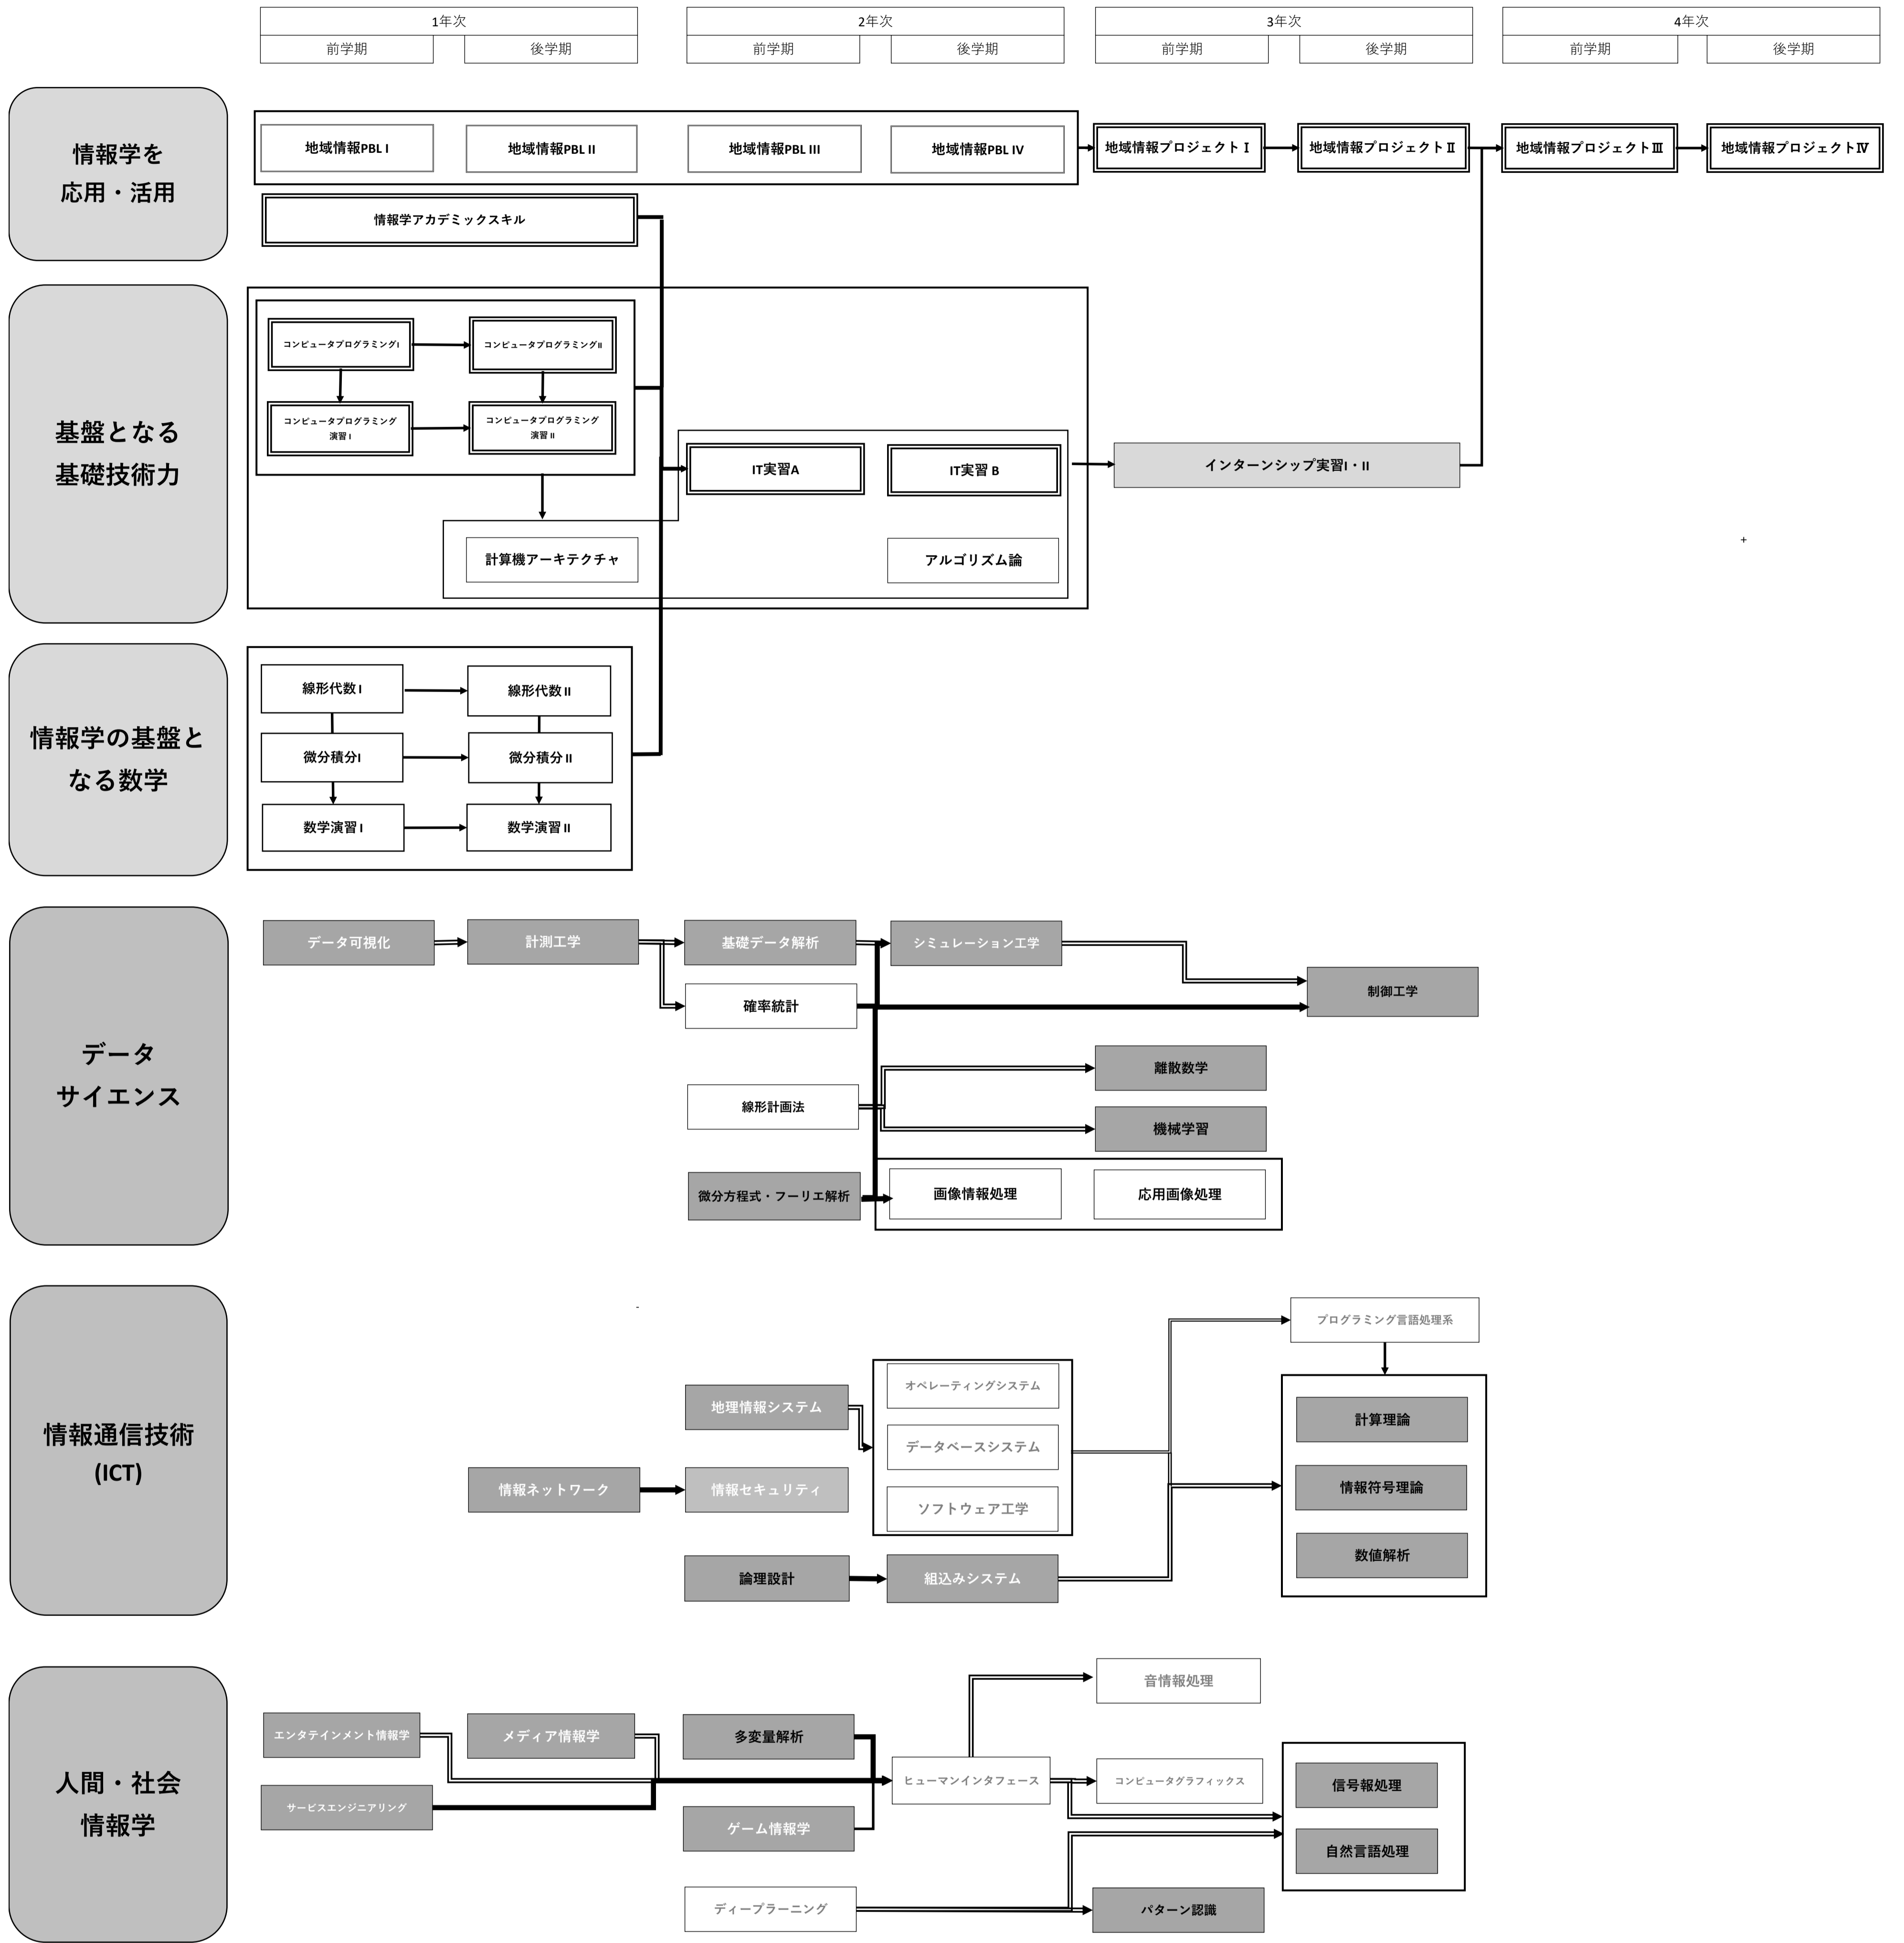 1年次
2年次
3年次
4年次
前学期
後学期
前学期
後学期
前学期
後学期
前学期
後学期
情報学を
応用・活用
地域情報PBL I
地域情報PBL II
地域情報PBL III
地域情報PBL IV
地域情報プロジェクトⅠ
地域情報プロジェクトⅡ
地域情報プロジェクトⅢ
地域情報プロジェクトⅣ
情報学アカデミックスキル
基盤となる
基礎技術力
コンピュータプログラミングI
コンピュータプログラミングII
コンピュータプログラミング
演習 I
コンピュータプログラミング
演習 II
IT実習A
IT実習 B
インターンシップ実習I・II
計算機アーキテクチャ
アルゴリズム論
+
情報学の基盤と
なる数学
線形代数 I
線形代数 II
微分積分I
微分積分 II
数学演習 I
数学演習 II
データ
サイエンス
データ可視化
計測工学
基礎データ解析
シミュレーション工学
制御工学
確率統計
離散数学
線形計画法
機械学習
微分方程式・フーリエ解析
画像情報処理
応用画像処理
情報通信技術
(ICT)
-
プログラミング言語処理系
オペレーティングシステム
地理情報システム
計算理論
データベースシステム
情報ネットワーク
情報セキュリティ
情報符号理論
ソフトウェア工学
数値解析
論理設計
組込みシステム
人間・社会
情報学
音情報処理
エンタテインメント情報学
メディア情報学
多変量解析
ヒューマンインタフェース
コンピュータグラフィックス
信号報処理
サービスエンジニアリング
ゲーム情報学
自然言語処理
ディープラーニング
パターン認識